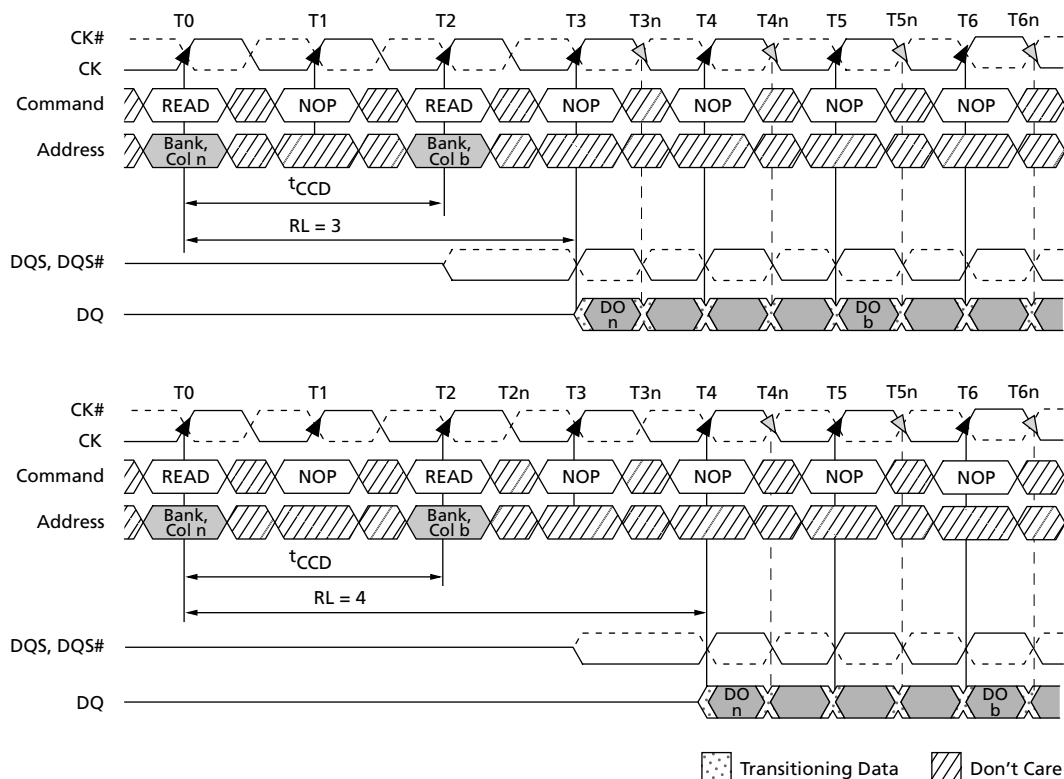 T0 T1 T2 T3 T3n T4 T4n T5 T5n T6 T6n
CK#
CK
Command READ NOP READ NOP NOP NOP NOP
Address Bank, Col n Bank, Col b
tCCD
RL = 3
DQS, DQS#
DQ DO n DO b
T0 T1 T2 T2n T3 T3n T4 T4n T5 T5n T6 T6n
CK#
CK
Command READ NOP READ NOP NOP NOP NOP
Address Bank, Col n Bank, Col b
tCCD
RL = 4
DQS, DQS#
DQ DO n DO b
Transitioning Data Don't Care